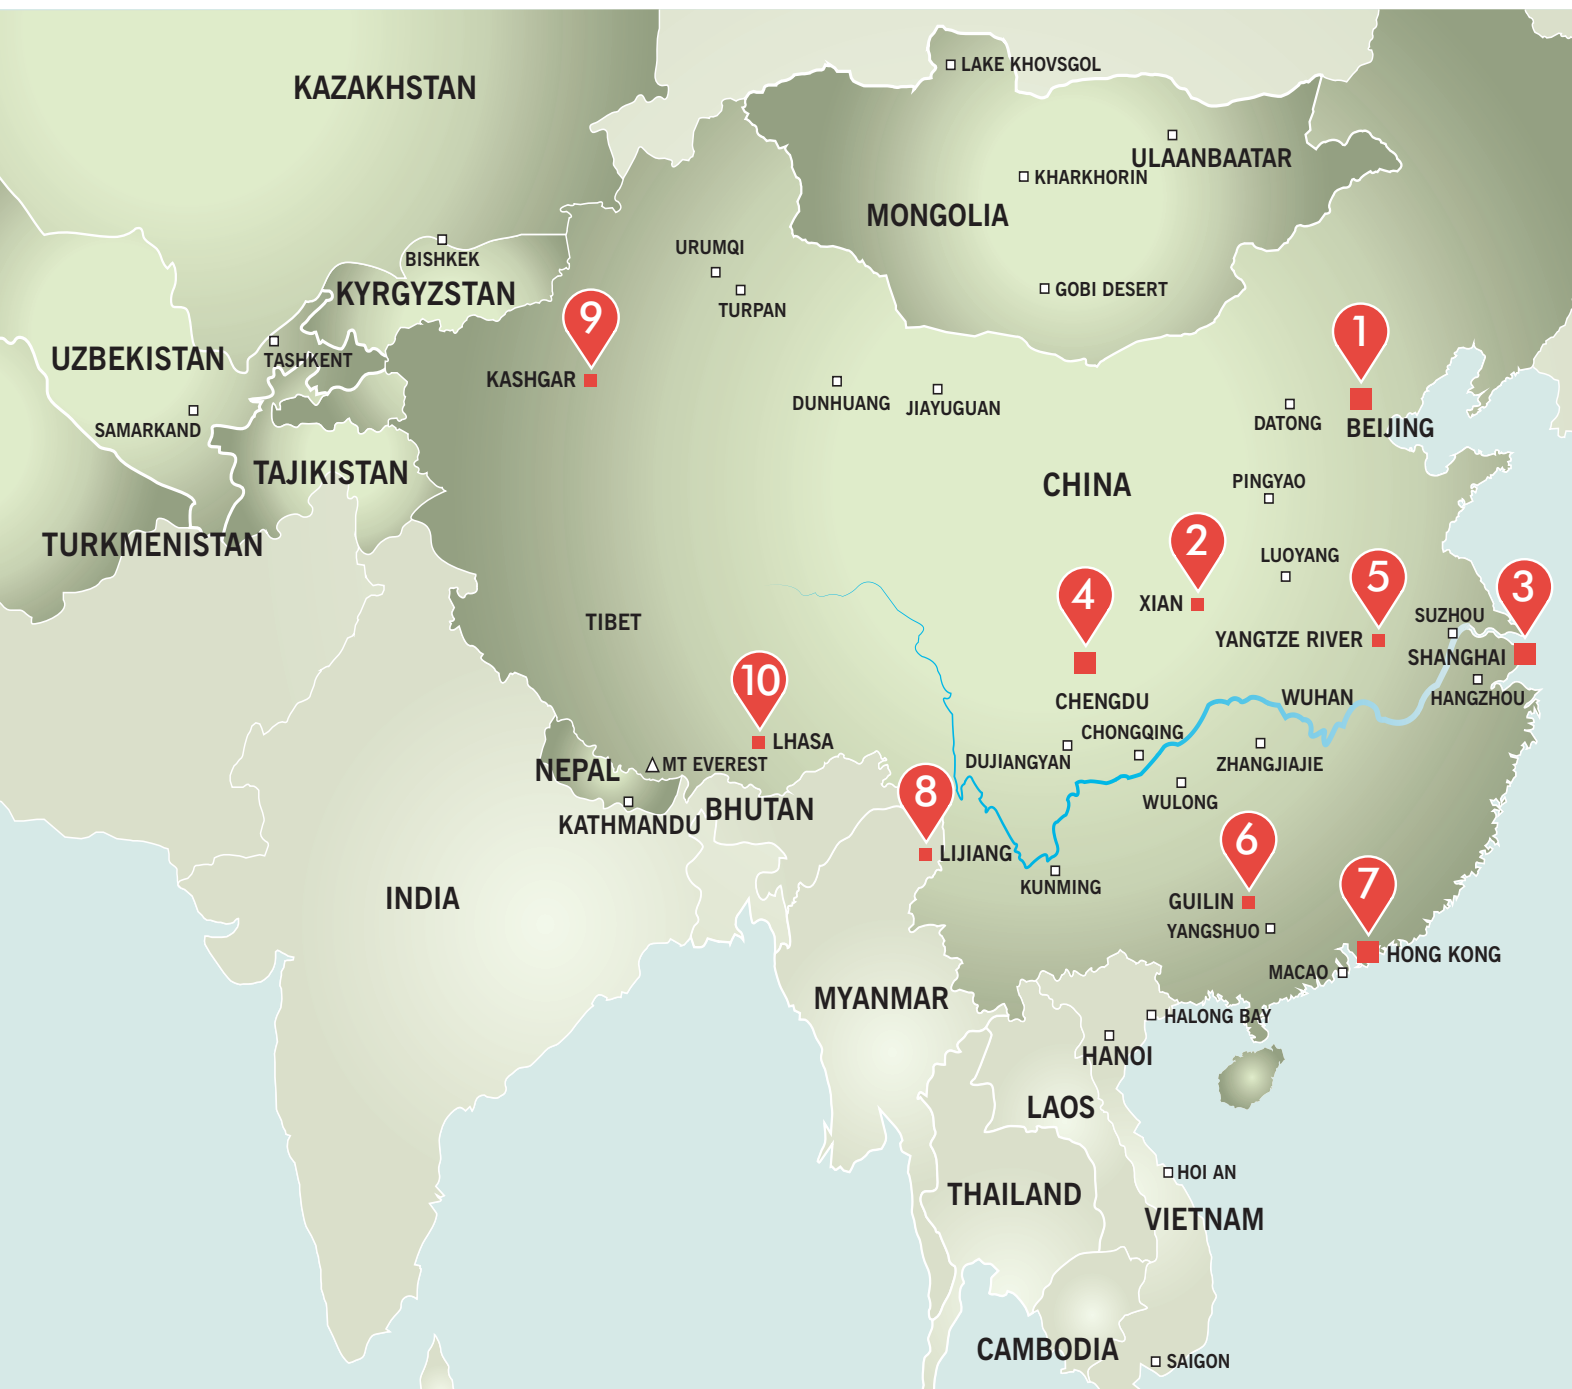 LAKE KHOVSGOL
KAZAKHSTAN
ULAANBAATAR
KHARKHORIN
MONGOLIA
URUMQI
BISHKEK
KYRGYZSTAN
GOBI DESERT
TURPAN
9
1
UZBEKISTAN
TASHKENT
KASHGAR
DUNHUANG
JIAYUGUAN
DATONG
BEIJING
SAMARKAND
TAJIKISTAN
CHINA
PINGYAO
TURKMENISTAN
2
LUOYANG
5
3
4
XIAN
SUZHOU
TIBET
YANGTZE RIVER
SHANGHAI
10
CHENGDU
WUHAN
HANGZHOU
LHASA
CHONGQING
DUJIANGYAN
ZHANGJIAJIE
NEPAL
MT EVEREST
8
WULONG
BHUTAN
KATHMANDU
6
LIJIANG
KUNMING
7
INDIA
GUILIN
YANGSHUO
HONG KONG
MACAO
MYANMAR
HALONG BAY
HANOI
LAOS
HOI AN
THAILAND
VIETNAM
CAMBODIA
SAIGON